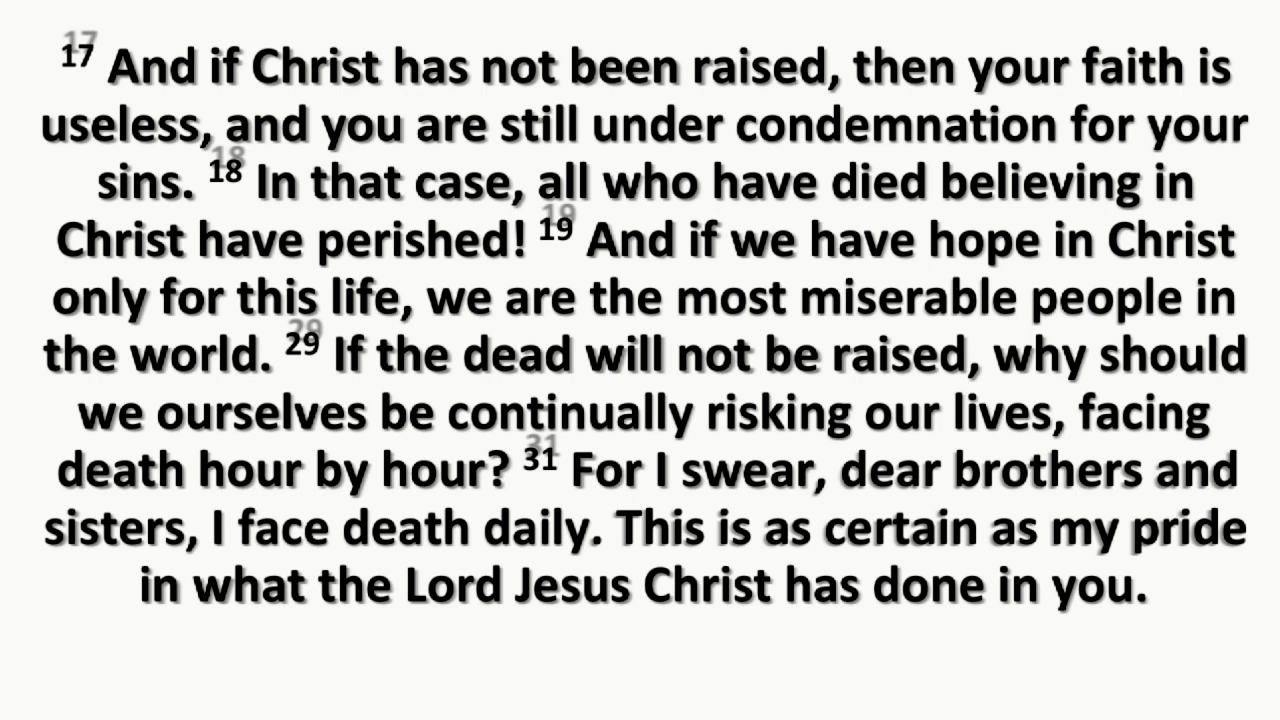 17 And if Christ has not been raised, then your faith is
useless, and you are still under condemnation for your
sins. 18 In that case, all who have died believing in
Christ have perished! 19 And if we have hope in Christ
only for this life, we are the most miserable people in
the world. 29 If the dead will not be raised, why should
we ourselves be continually risking our lives, facing
death hour by hour? 31 For I swear, dear brothers and
sisters, I face death daily. This is as certain as my pride
in what the Lord Jesus Christ has done in you.